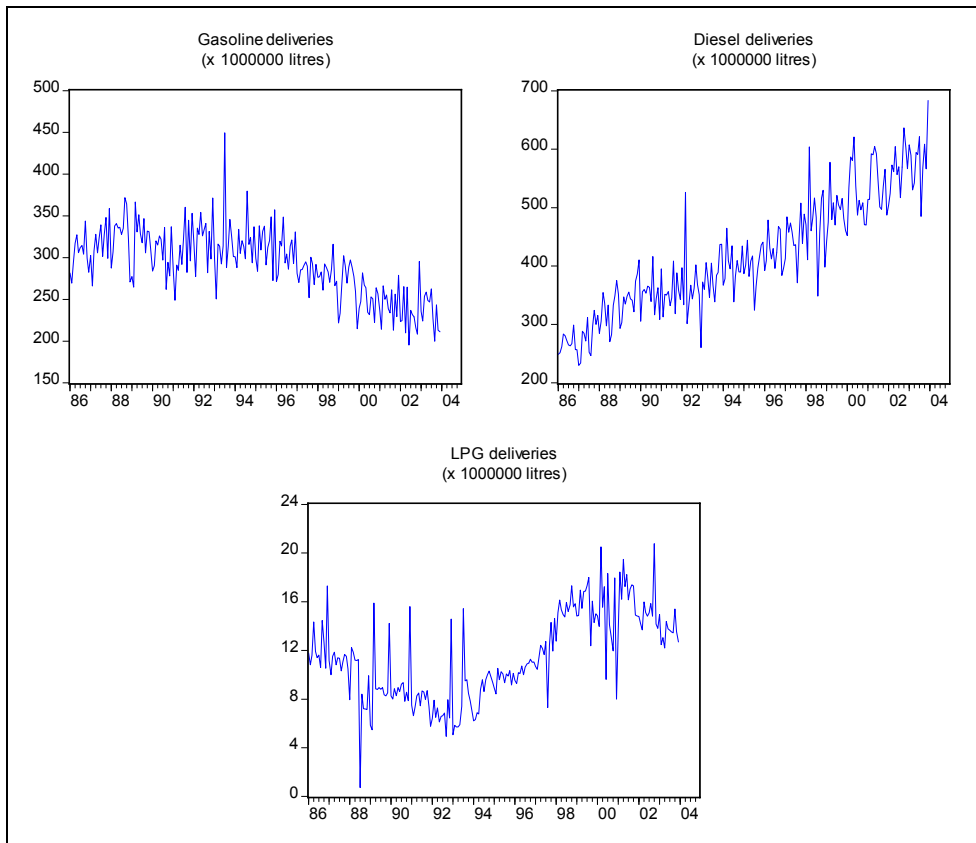 Gasoline deliveries
(x 1000000 litres)
500
450
400
350
300
250
200
150
86 88 90 92 94 96 98 00 02 04
Diesel deliveries
(x 1000000 litres)
700
600
500
400
300
200
86 88 90 92 94 96 98 00 02 04
LPG deliveries
(x 1000000 litres)
24
20
16
12
8
4
0
86 88 90 92 94 96 98 00 02 04